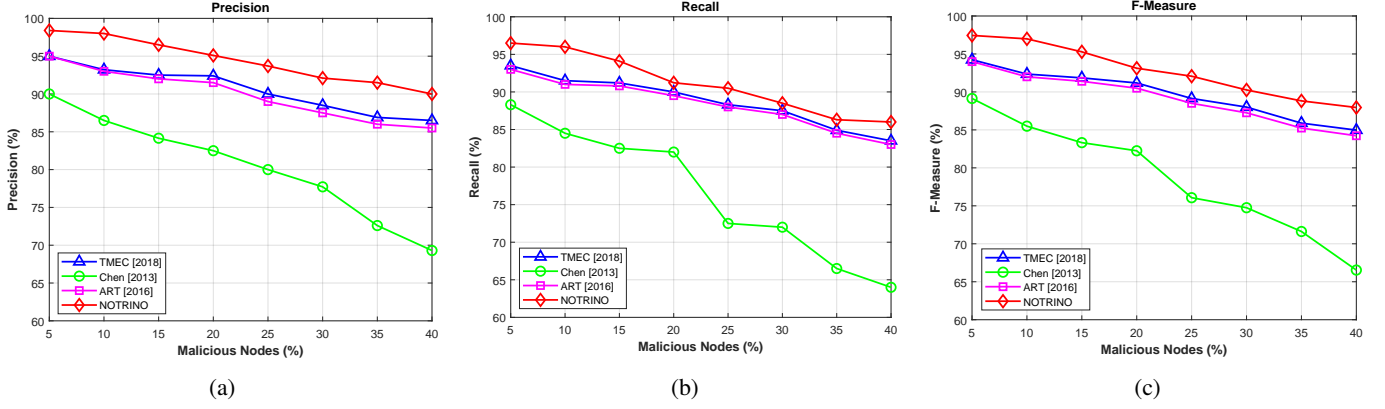 Precision
100
95
90
85
80
75
70
65
60
Precision (%)
TMEC [2018]
Chen [2013]
ART [2016]
NOTRINO
5 10 15 20 25 30 35 40
Malicious Nodes (%)
(a)
Recall
100
95
90
85
80
75
70
65
60
Recall (%)
TMEC [2018]
Chen [2013]
ART [2016]
NOTRINO
5 10 15 20 25 30 35 40
Malicious Nodes (%)
(b)
F-Measure
100
95
90
85
80
75
70
65
60
F-Measure (%)
TMEC [2018]
Chen [2013]
ART [2016]
NOTRINO
5 10 15 20 25 30 35 40
Malicious Nodes (%)
(c)